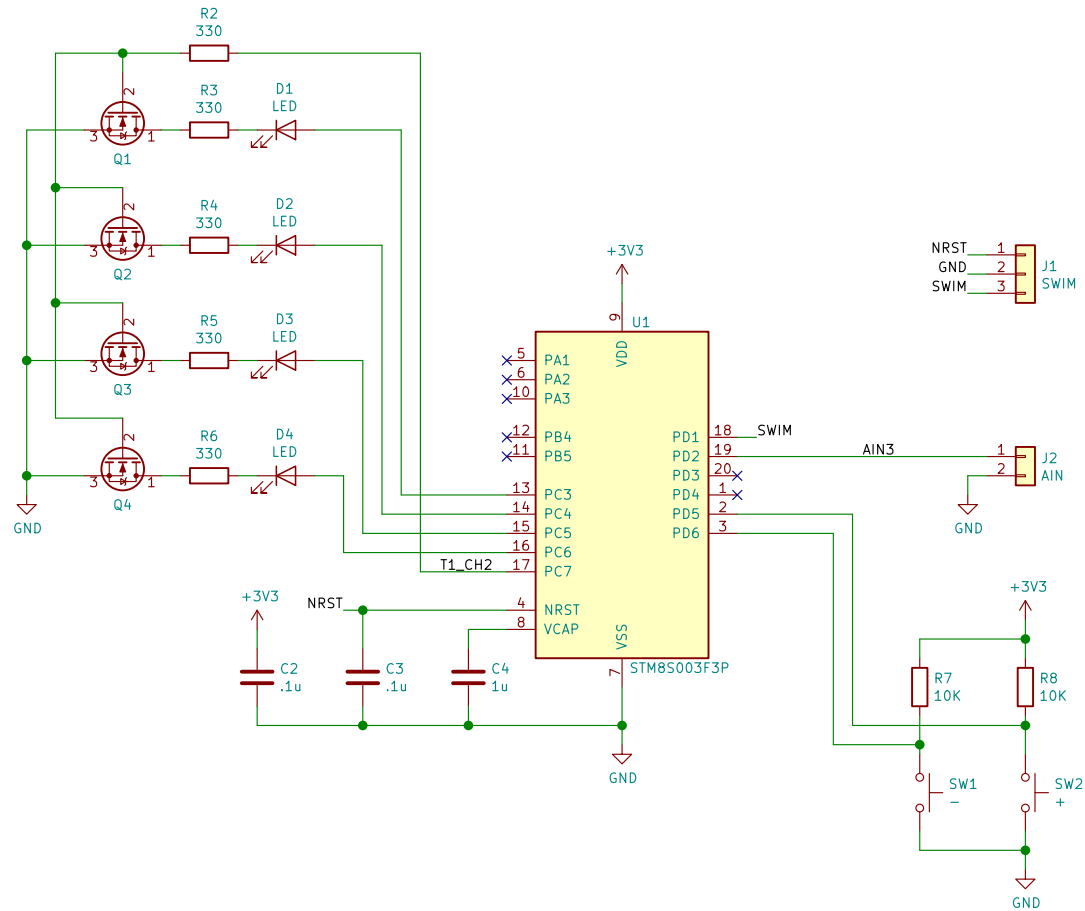 R2
330
2
3
1
Q1
R3
330
D1
LED
2
3
1
Q2
R4
330
D2
LED
2
3
1
Q3
R5
330
D3
LED
2
3
1
Q4
R6
330
D4
LED
GND
+3V3
9
U1
VDD
5 PA1
6 PA2
10 PA3
12 PB4
11 PB5
13 PC3
14 PC4
15 PC5
16 PC6
T1_CH2 17 PC7
NRST 4 NRST
8 VCAP
VSS
7
STM8S003F3P
PD1 18 SWIM
PD2 19 AIN3
PD3 20
PD4 1
PD5 2
PD6 3
NRST 1
GND 2
SWIM 3
J1
SWIM
1
2
J2
AIN
GND
+3V3
C2
.1u
C3
.1u
C4
1u
GND
+3V3
R7
10K
R8
10K
SW1
-
SW2
+
GND